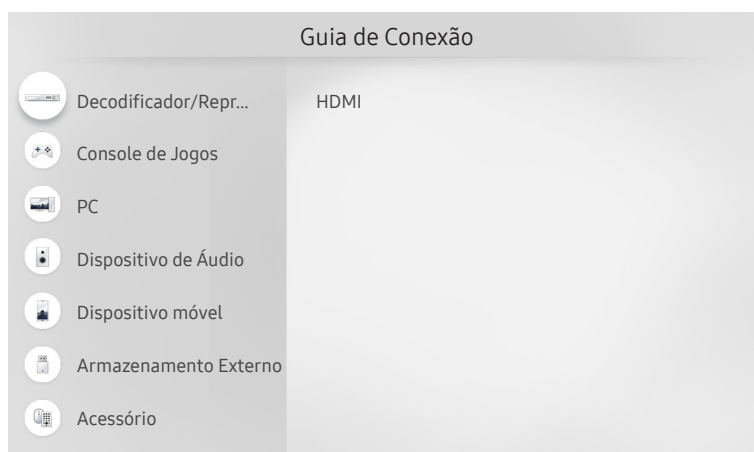 Guia de Conexão
Decodificador/Repr...
HDMI
Console de Jogos
PC
Dispositivo de Áudio
Dispositivo móvel
Armazenamento Externo
Acessório